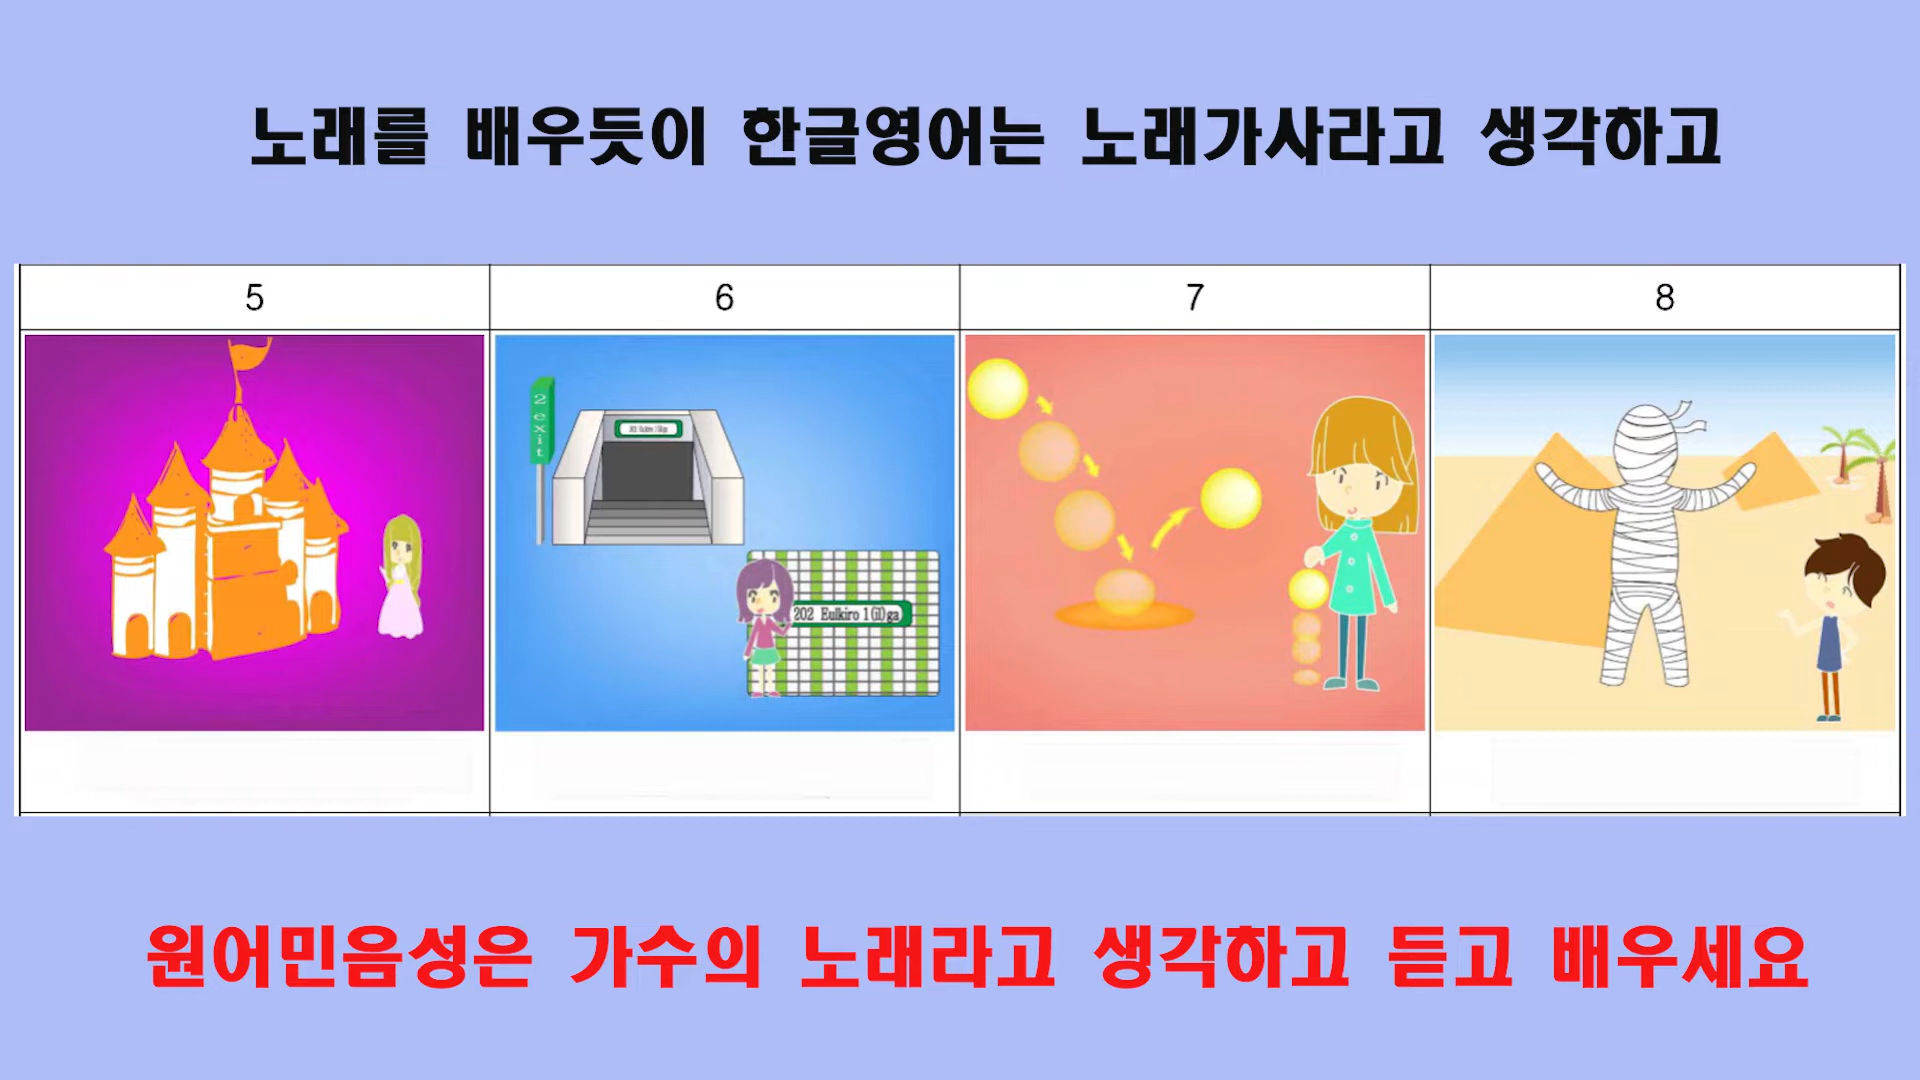 노래를 배우듯이 한글영어는 노래가사라고 생각하고
5
6
7
8
2 exit
202 Eulkiro 1(il)ga
원어민음성은 가수의 노래라고 생각하고 듣고 배우세요